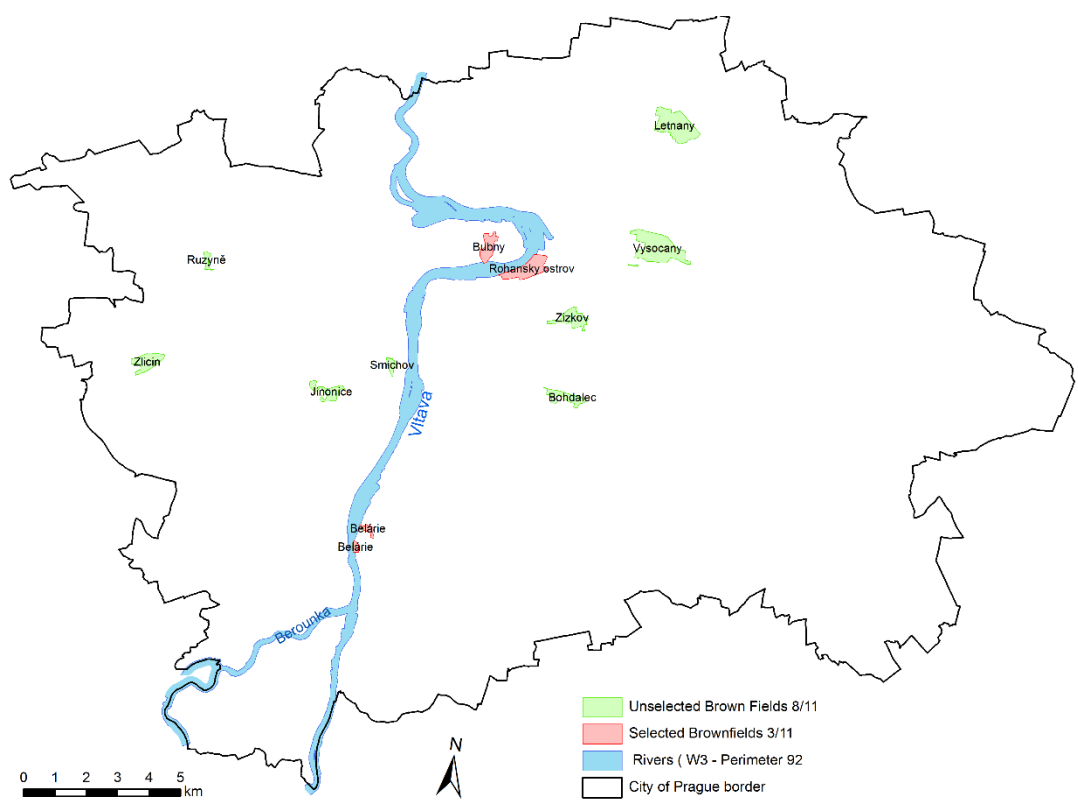 Letnany
Bubny
Vysocany
Ruzyně
Rohansky ostrov
Zizkov
Zlicin
Smichov
Jinonice
Bohdalec
Vltava
Belárie
Belárie
Berounka
Unselected Brown Fields 8/11
Selected Brownfields 3/11
Rivers ( W3 - Perimeter 92
City of Prague border
N
0 1 2 3 4 5
km